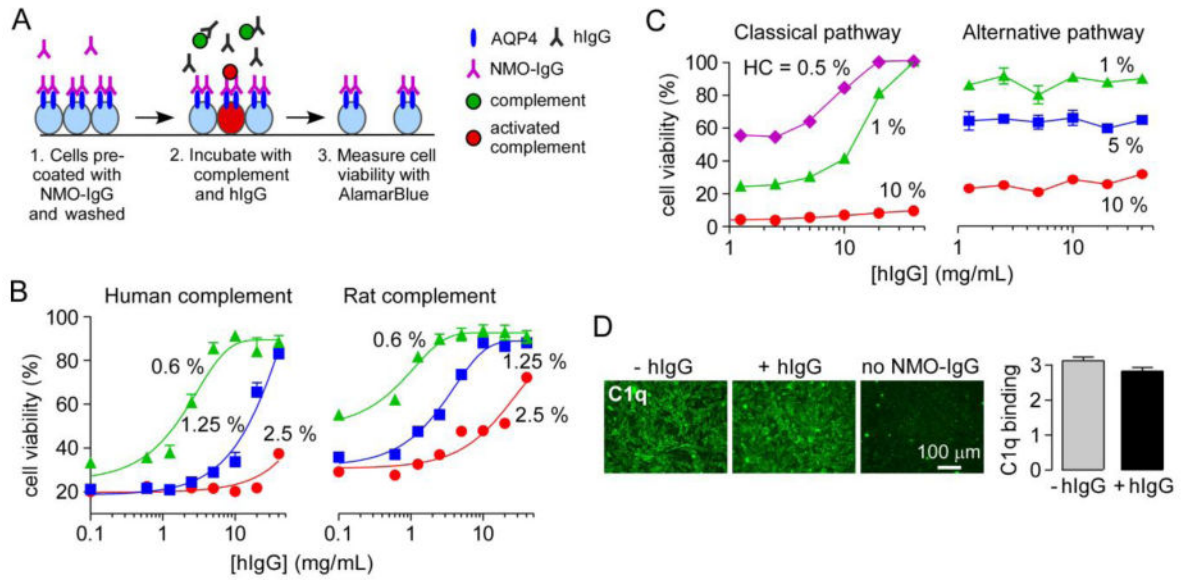 A
AQP4
hIgG
NMO-IgG
complement
activated
complement
1. Cells pre-
coated with
NMO-IgG
and washed
2. Incubate with
complement
and hIgG
3. Measure cell
viability with
AlamarBlue
B
Human complement
Rat complement
cell viability (%)
100
80
60
40
20
0.6 %
1.25 %
2.5 %
0.6 %
1.25 %
2.5 %
0.1
10
0.1
10
[hIgG] (mg/mL)
C
Classical pathway
Alternative pathway
cell viability (%)
100
80
60
40
20
0
HC = 0.5 %
1 %
10 %
1 %
5 %
10 %
1
10
1
10
[hIgG] (mg/mL)
D
- hIgG
+ hIgG
no NMO-IgG
C1q
100 µm
C1q binding
3
2
1
0
- hIgG
+ hIgG